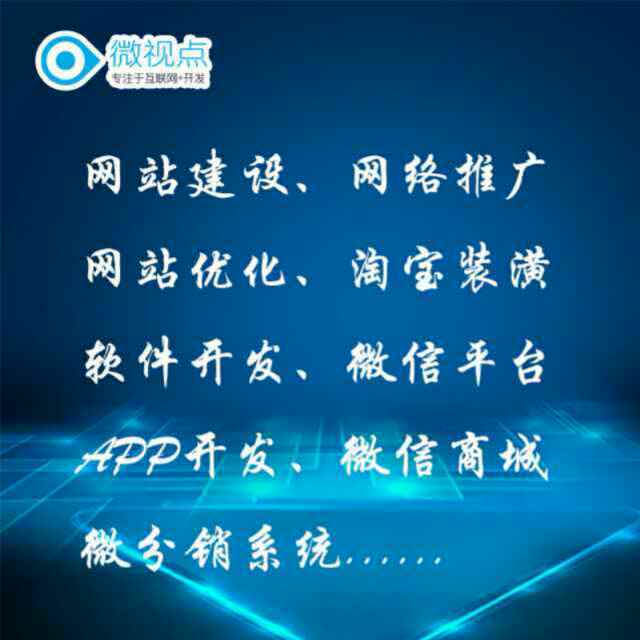 微视点
专注于互联网+开发
网站建设、网络推广
网站优化、淘宝装潢
软件开发、微信平台
APP开发、微信商城
微分销系统......